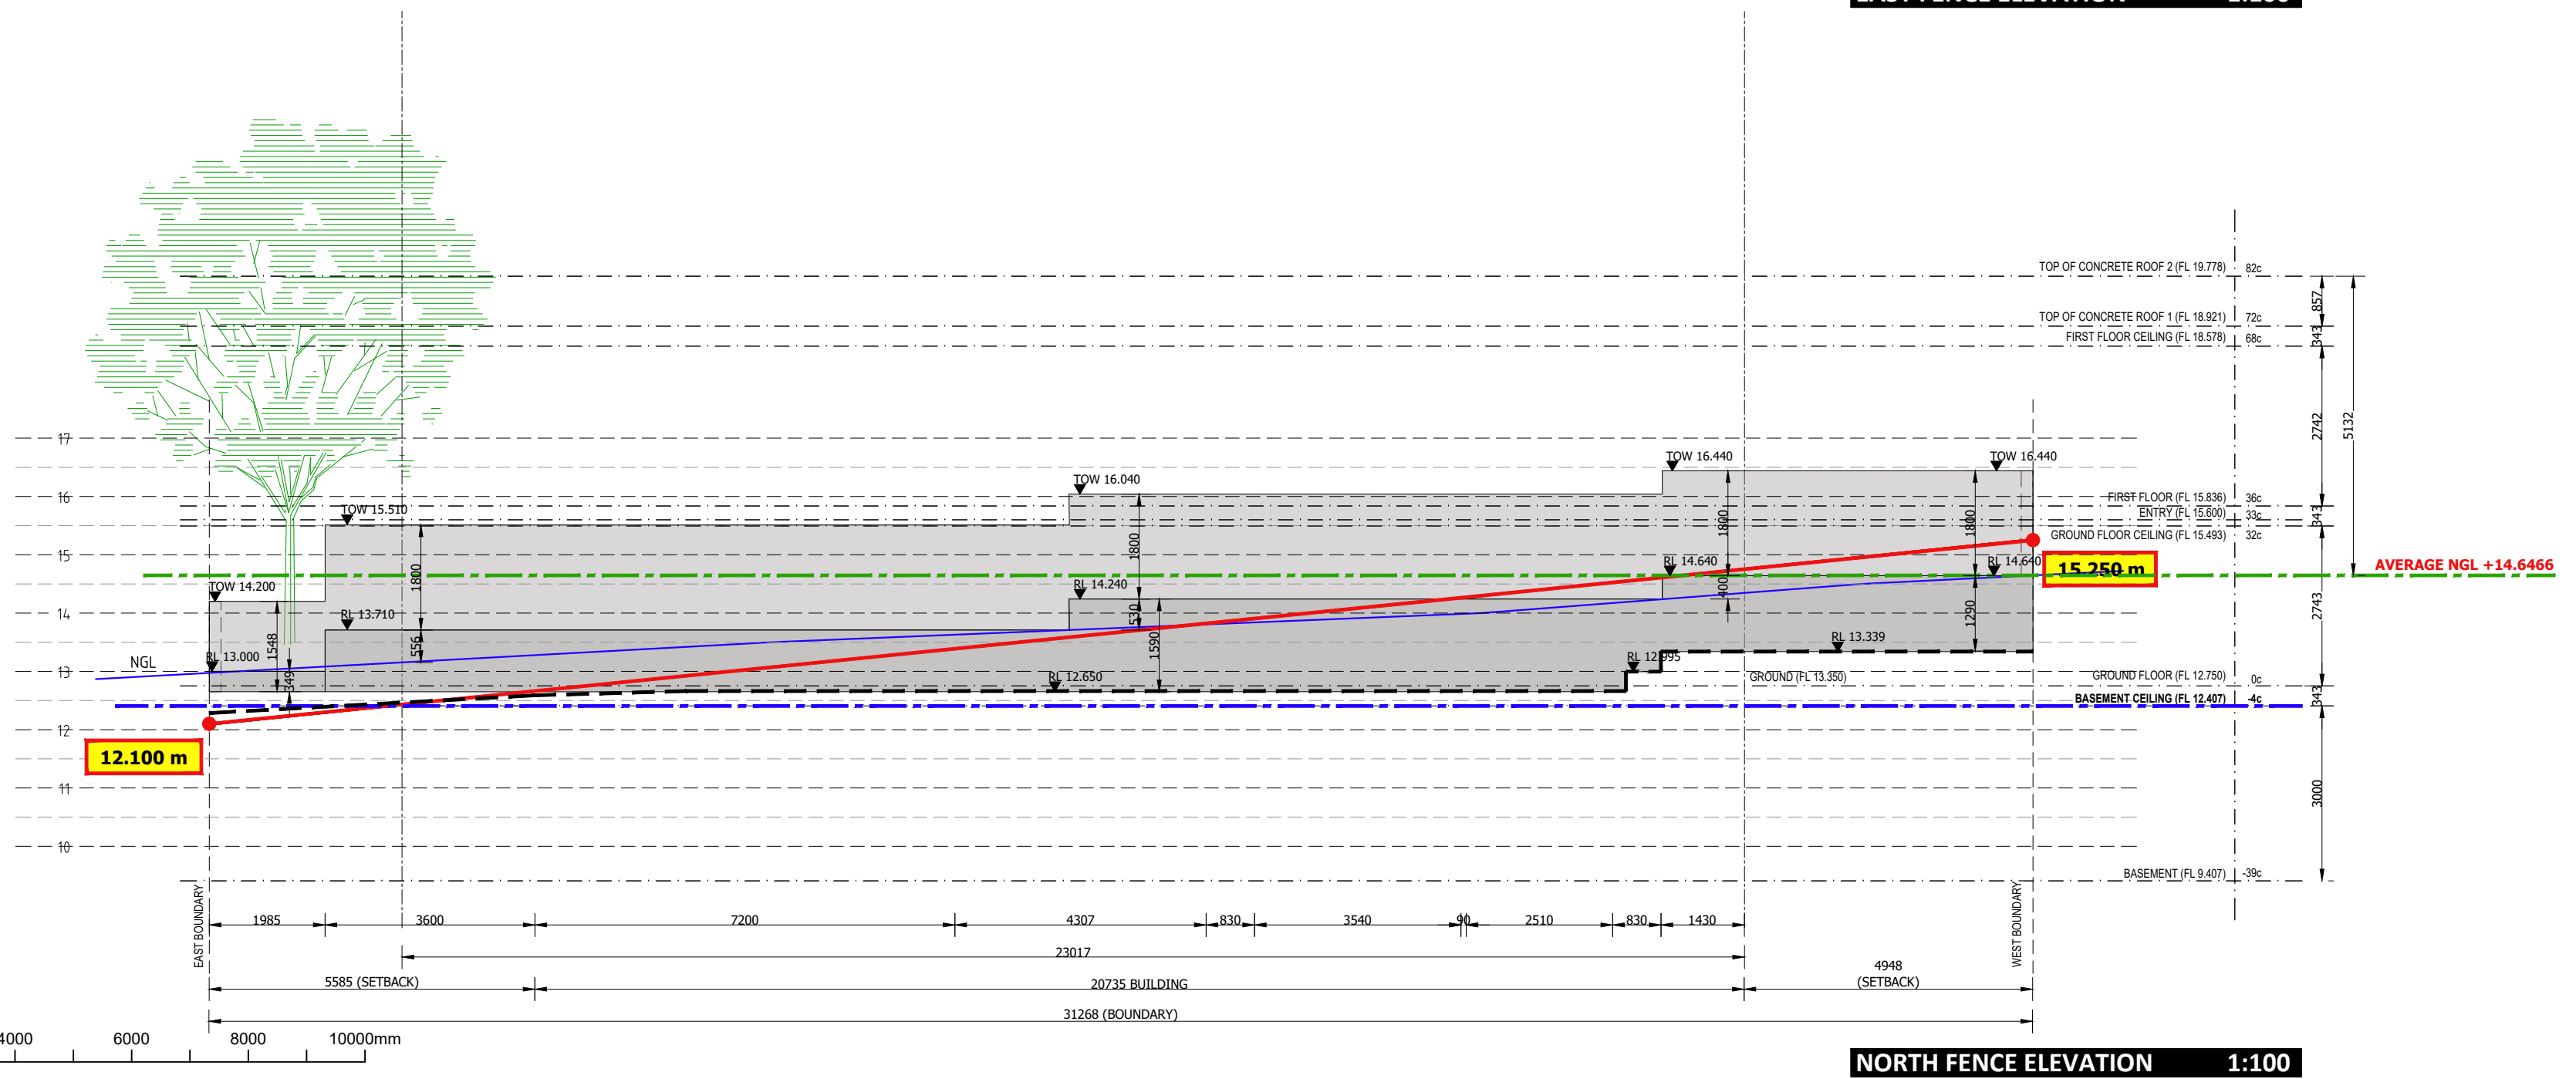 TOP OF CONCRETE ROOF 2 (FL 19.778) 82c
857
TOP OF CONCRETE ROOF 1 (FL 18.921) 72c
343
FIRST FLOOR CEILING (FL 18.578) 68c
2742
5132
17
TOW 16.440
TOW 16.440
TOW 16.040
16
FIRST FLOOR (FL 15.836) 36c
TOW 15.510
343
ENTRY (FL 15.600) 33c
1800
1800
GROUND FLOOR CEILING (FL 15.493) 32c
15
1800
RL 14.640
RL 14.640
15.250 m
AVERAGE NGL +14.6466
1800
TOW 14.200
RL 14.240
400
14
530
1290
2743
RL 13.710
1548
556
1590
RL 13.339
NGL
RL 13.000
RL 12.995
13
349
RL 12.650
GROUND (FL 13.350)
GROUND FLOOR (FL 12.750) 0c
343
BASEMENT CEILING (FL 12.407) -4c
12
12.100 m
11
3000
10
BASEMENT (FL 9.407) -39c
EAST BOUNDARY
WEST BOUNDARY
1985 3600 7200 4307 830 3540 90 2510 830 1430
23017
5585 (SETBACK)
20735 BUILDING
4948
(SETBACK)
31268 (BOUNDARY)
4000 6000 8000 10000mm
NORTH FENCE ELEVATION 1:100